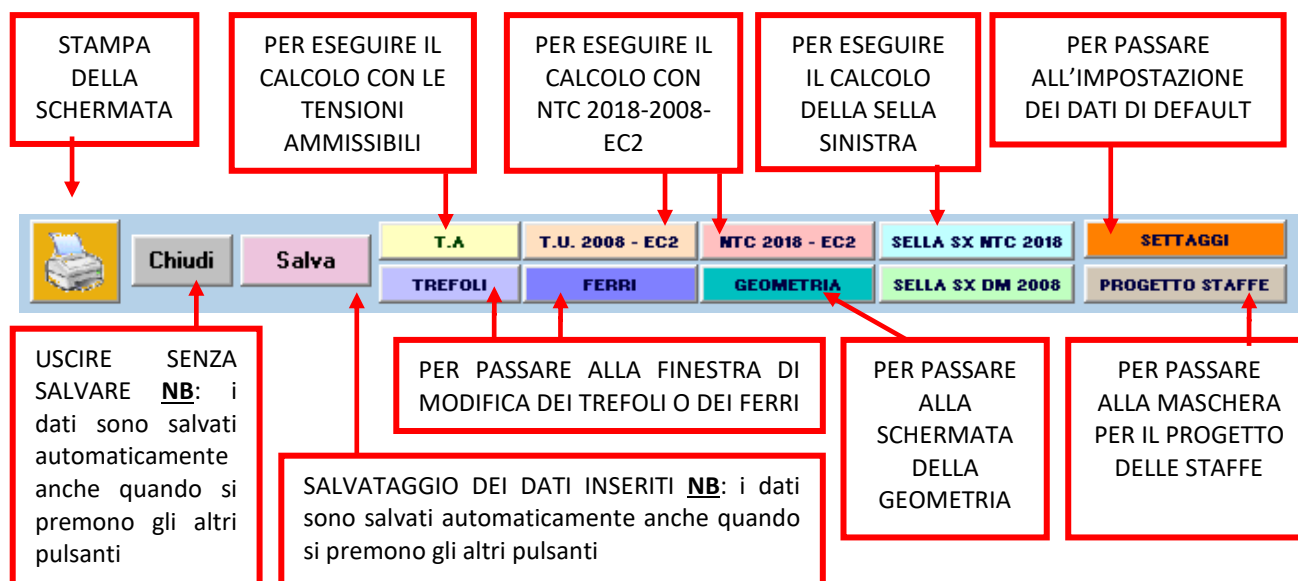 STAMPA
DELLA
SCHERMATA
PER ESEGUIRE IL
CALCOLO CON LE
TENSIONI
AMMISSIBILI
PER ESEGUIRE IL
CALCOLO CON
NTC 2018-2008-
EC2
PER ESEGUIRE
IL CALCOLO
DELLA SELLA
SINISTRA
PER PASSARE
ALL’IMPOSTAZIONE
DEI DATI DI DEFAULT
Chiudi
Salva
T.A
T.U. 2008 - EC2
NTC 2018 - EC2
SELLA SX NTC 2018
SETTAGGI
TREFOLI
FERRI
GEOMETRIA
SELLA SX DM 2008
PROGETTO STAFFE
USCIRE SENZA
SALVARE NB: i
dati sono salvati
automaticamente
anche quando si
premono gli altri
pulsanti
SALVATAGGIO DEI DATI INSERITI NB: i dati
sono salvati automaticamente anche quando
si premono gli altri pulsanti
PER PASSARE ALLA FINESTRA DI
MODIFICA DEI TREFOLI O DEI FERRI
PER PASSARE
ALLA
SCHERMATA
DELLA
GEOMETRIA
PER PASSARE
ALLA MASCHERA
PER IL PROGETTO
DELLE STAFFE